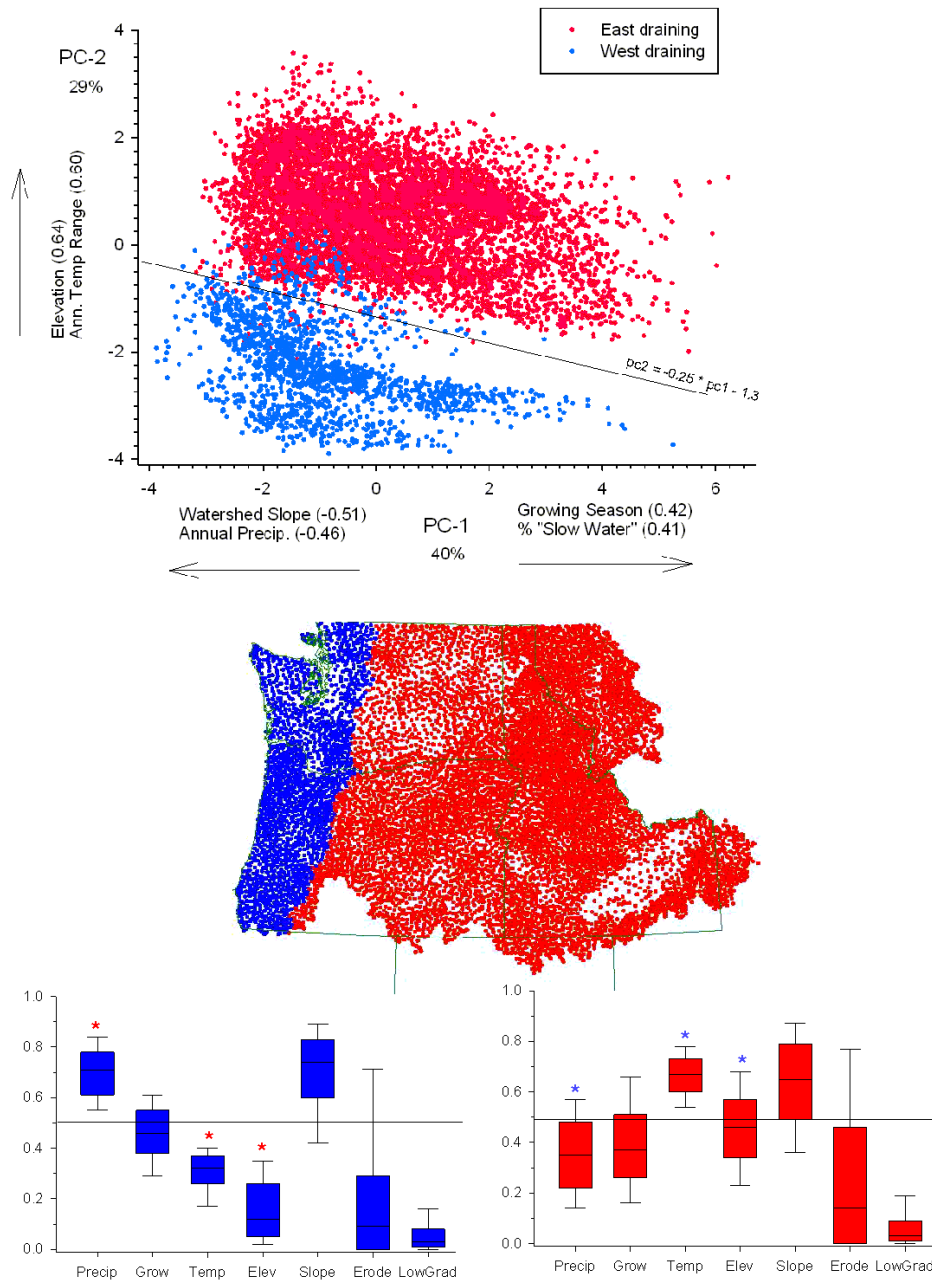 East draining
West draining
PC-2
29%
4
2
0
-2
-4
Elevation (0.64)
Ann. Temp Range (0.60)
pc2 = -0.25 * pc1 - 1.3
-4
-2
0
2
4
6
Watershed Slope (-0.51)
Annual Precip. (-0.46)
PC-1
40%
Growing Season (0.42)
% "Slow Water" (0.41)
1.0
0.8
0.6
0.4
0.2
0.0
*
*
*
Precip Grow Temp Elev Slope Erode LowGrad
1.0
0.8
0.6
0.4
0.2
0.0
*
*
*
Precip Grow Temp Elev Slope Erode LowGrad